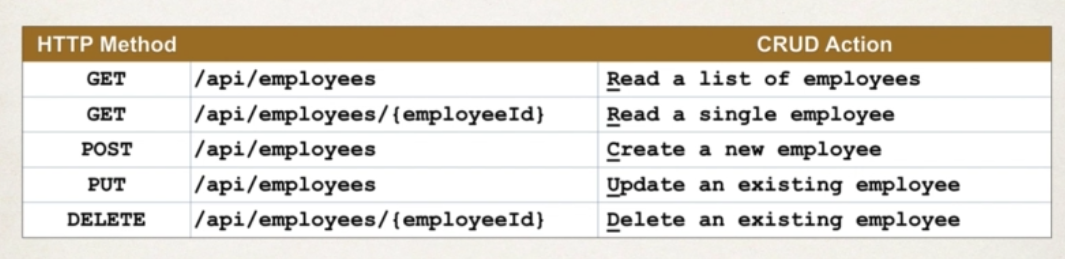 HTTP Method CRUD Action
GET /api/employees Read a list of employees
GET /api/employees/{employeeId} Read a single employee
POST /api/employees Create a new employee
PUT /api/employees Update an existing employee
DELETE /api/employees/{employeeId} Delete an existing employee